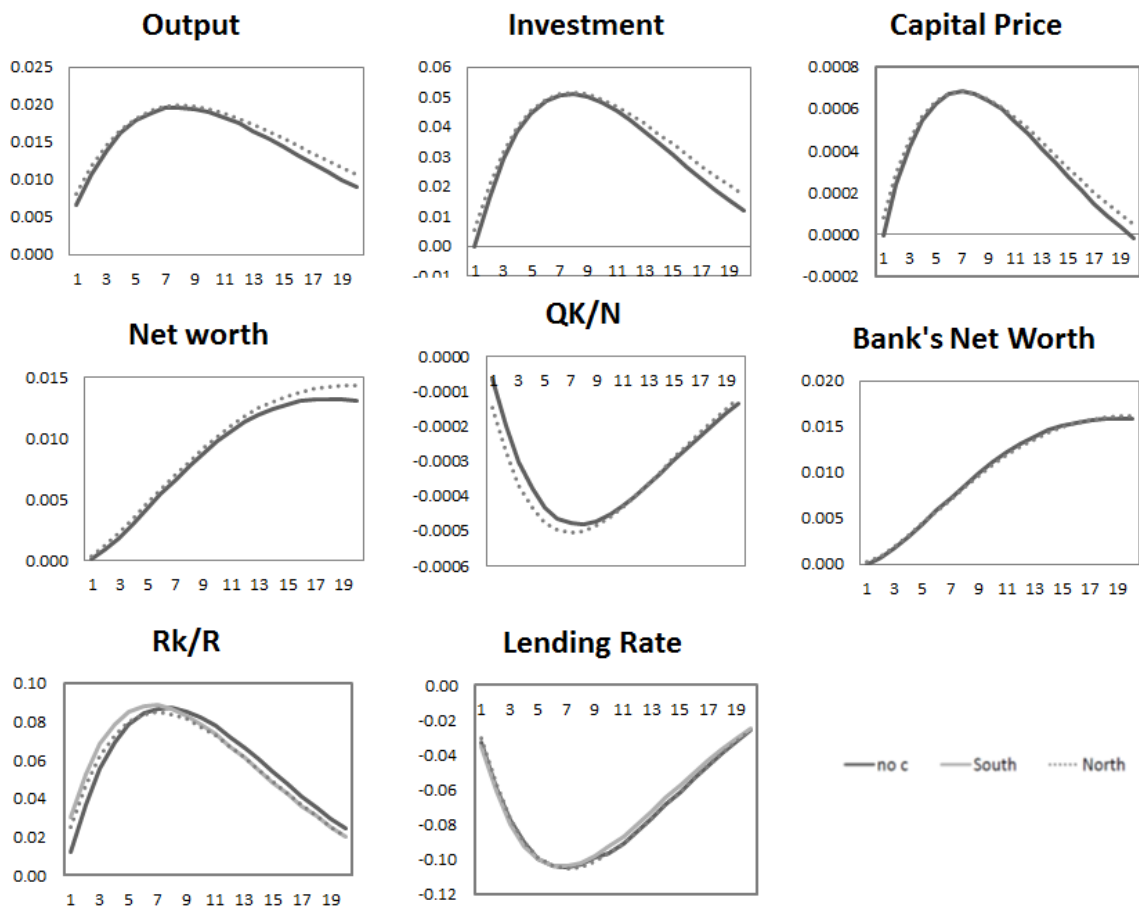 Output
0.025
0.020
0.015
0.010
0.005
0.000
1 3 5 7 9 11 13 15 17 19
Investment
0.06
0.05
0.04
0.03
0.02
0.01
0.00
-0.01
1 3 5 7 9 11 13 15 17 19
Capital Price
0.0008
0.0006
0.0004
0.0002
0.0000
-0.0002
1 3 5 7 9 11 13 15 17 19
Net worth
0.015
0.010
0.005
0.000
1 3 5 7 9 11 13 15 17 19
QK/N
0.0000
-0.0001
-0.0002
-0.0003
-0.0004
-0.0005
-0.0006
1 3 5 7 9 11 13 15 17 19
Bank's Net Worth
0.020
0.015
0.010
0.005
0.000
1 3 5 7 9 11 13 15 17 19
Rk/R
0.10
0.08
0.06
0.04
0.02
0.00
1 3 5 7 9 11 13 15 17 19
Lending Rate
0.00
-0.02
-0.04
-0.06
-0.08
-0.10
-0.12
1 3 5 7 9 11 13 15 17 19
no c South North